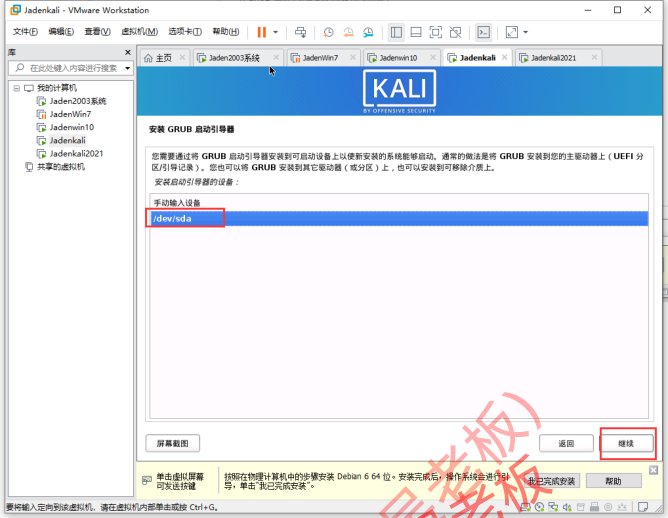 Jadenkali - VMware Workstation
文件(F) 编辑(E) 查看(V) 虚拟机(M) 选项卡(T) 帮助(H)
库
在此处键入内容进行搜索
我的计算机
Jaden2003系统
JadenWin7
Jadenwin10
Jadenkali
Jadenkali2021
共享的虚拟机
主页 Jaden2003系统 JadenWin7 Jadenwin10 Jadenkali Jadenkali2021
KALI
BY OFFENSIVE SECURITY
安装 GRUB 启动引导器
您需要通过将 GRUB 启动引导器安装到可启动设备上以便新安装的系统能够启动。通常的做法是将 GRUB 安装到您的主驱动器上（UEFI 分
区/引导记录）。您也可以将 GRUB 安装到其它驱动器（或分区）上，也可以安装到可移除介质上。
安装启动引导器的设备：
手动输入设备
/dev/sda
屏幕截图 返回 继续
单击虚拟屏幕
可发送按键
按照在物理计算机中的步骤安装 Debian 6 64 位。安装完成后，操作系统会进行引
导，单击“我已完成安装”。
我已完成安装 帮助
要将输入定向到该虚拟机，请在虚拟机内部单击或按 Ctrl+G。
老板）
老板